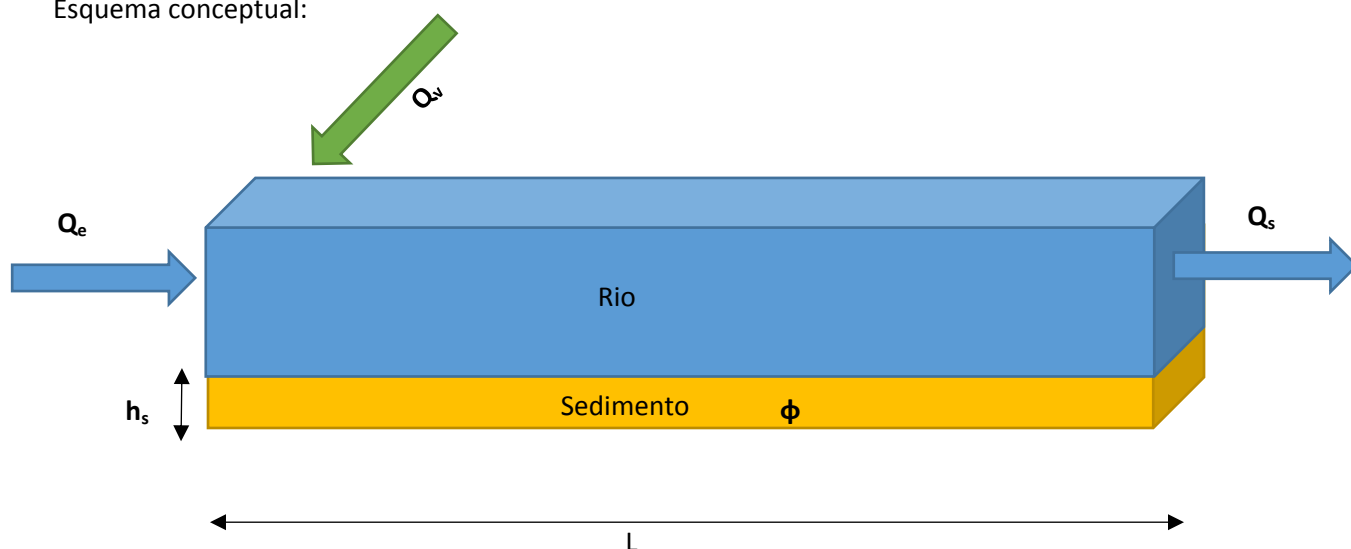 Esquema conceptual:
Qᵥ
Qₑ
Qₛ
Rio
hₛ
Sedimento ϕ
L